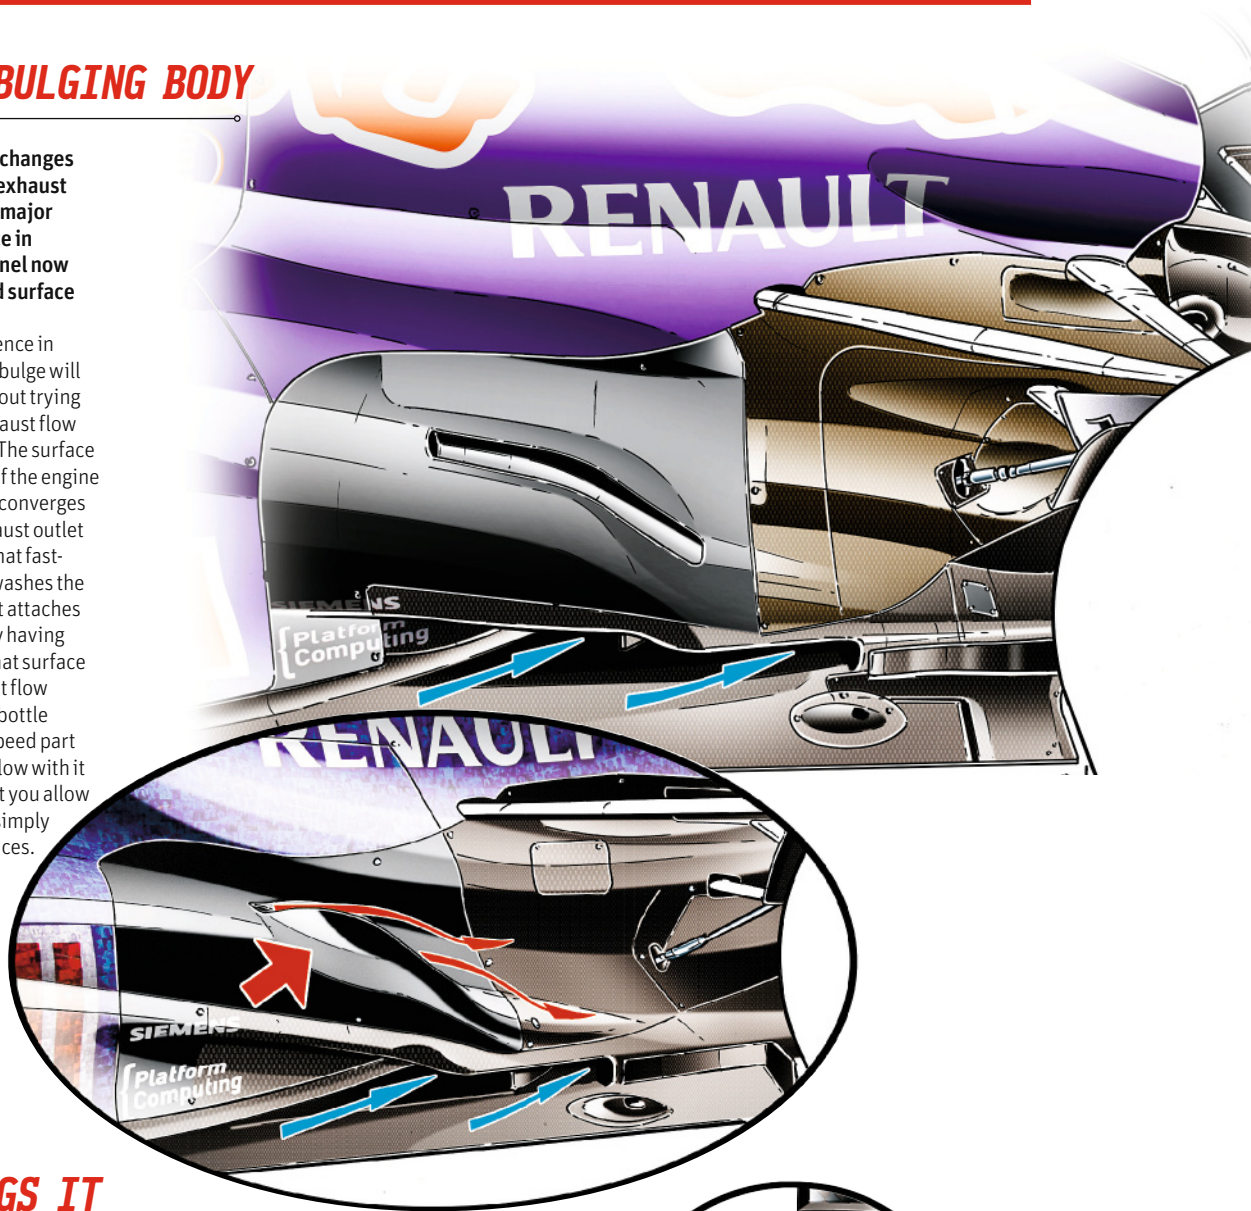 BULGING BODY
changes
exhaust
major
e in
nel now
d surface
ence in
bulge will
out trying
aust flow
The surface
f the engine
converges
aust outlet
hat fast-
washes the
t attaches
y having
hat surface
t flow
bottle
peed part
low with it
t you allow
simply
ces.
GS IT
RENAULT
SIEMENS
{Platform
Computing
RENAULT
SIEMENS
{Platform
Computing